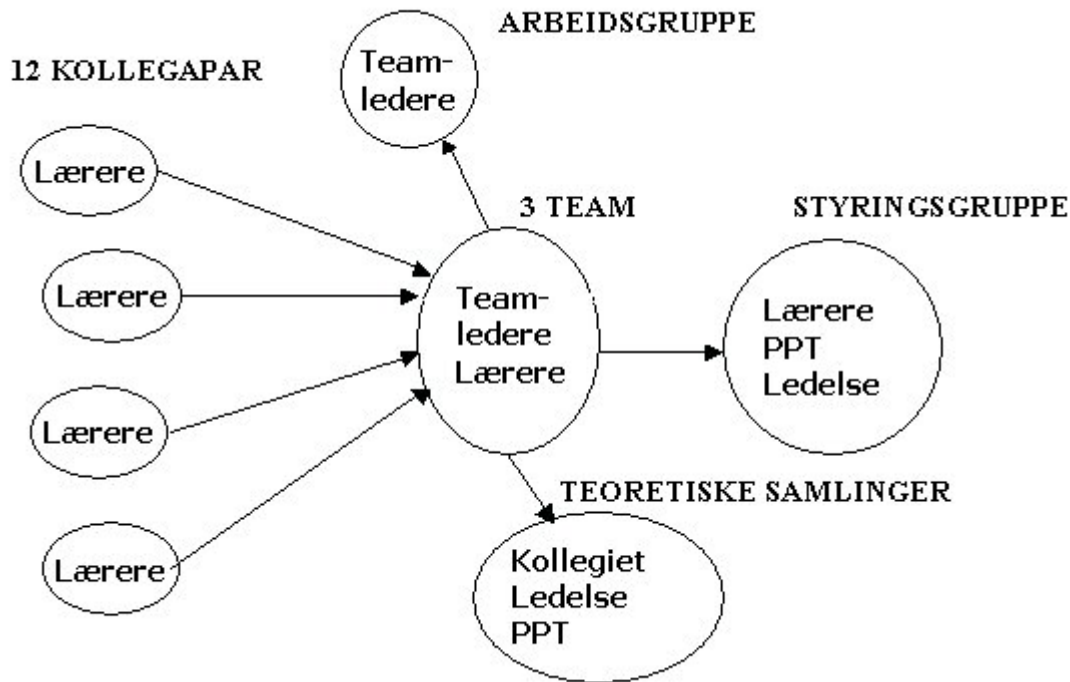 ARBEIDSGRUPPE
Team-
ledere
12 KOLLEGAPAR
Lærere
Lærere
Lærere
Lærere
3 TEAM
Team-
ledere
Lærere
STYRINGSGRUPPE
Lærere
PPT
Ledelse
TEORETISKE SAMLINGER
Kollegiet
Ledelse
PPT